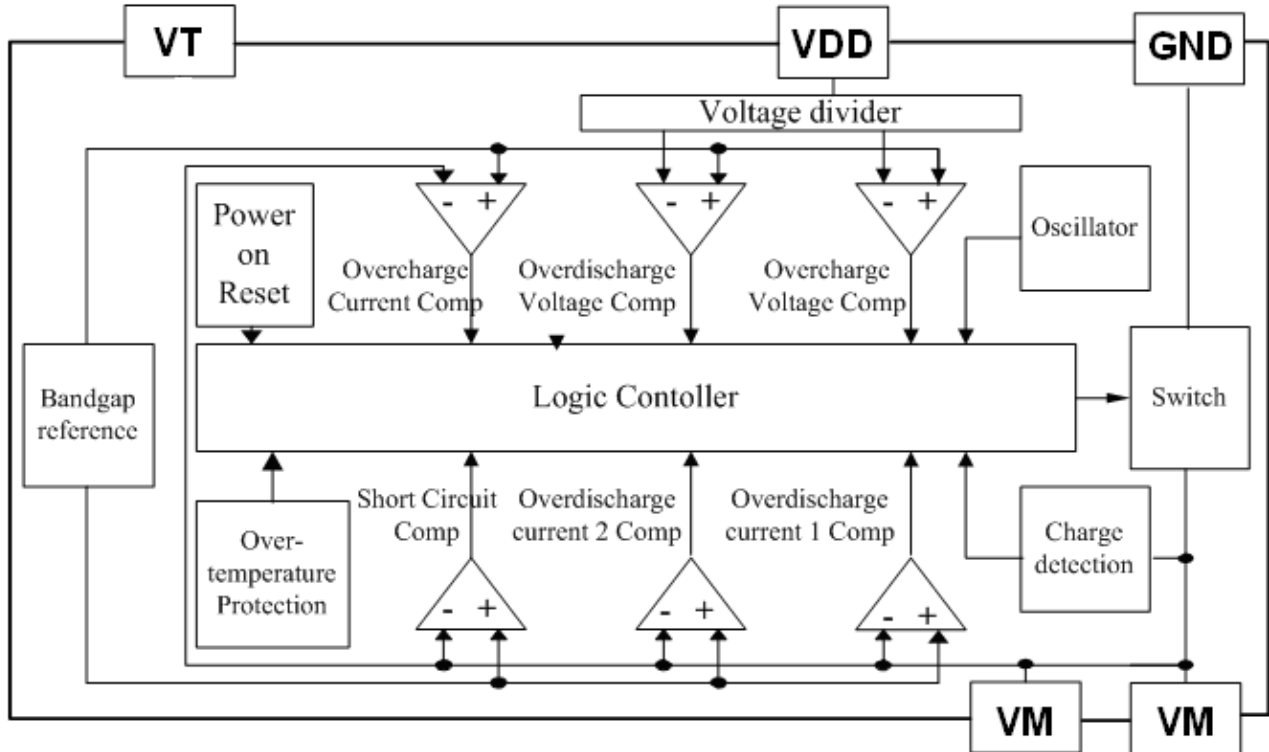 VT
VDD
GND
Voltage divider
- +
- +
- +
Power
on
Reset
Oscillator
Overcharge
Current Comp
Overdischarge
Voltage Comp
Overcharge
Voltage Comp
Bandgap
reference
Logic Contoller
Switch
Short Circuit
Comp
Overdischarge
current 2 Comp
Overdischarge
current 1 Comp
Over-
temperature
Protection
Charge
detection
- +
- +
- +
VM
VM